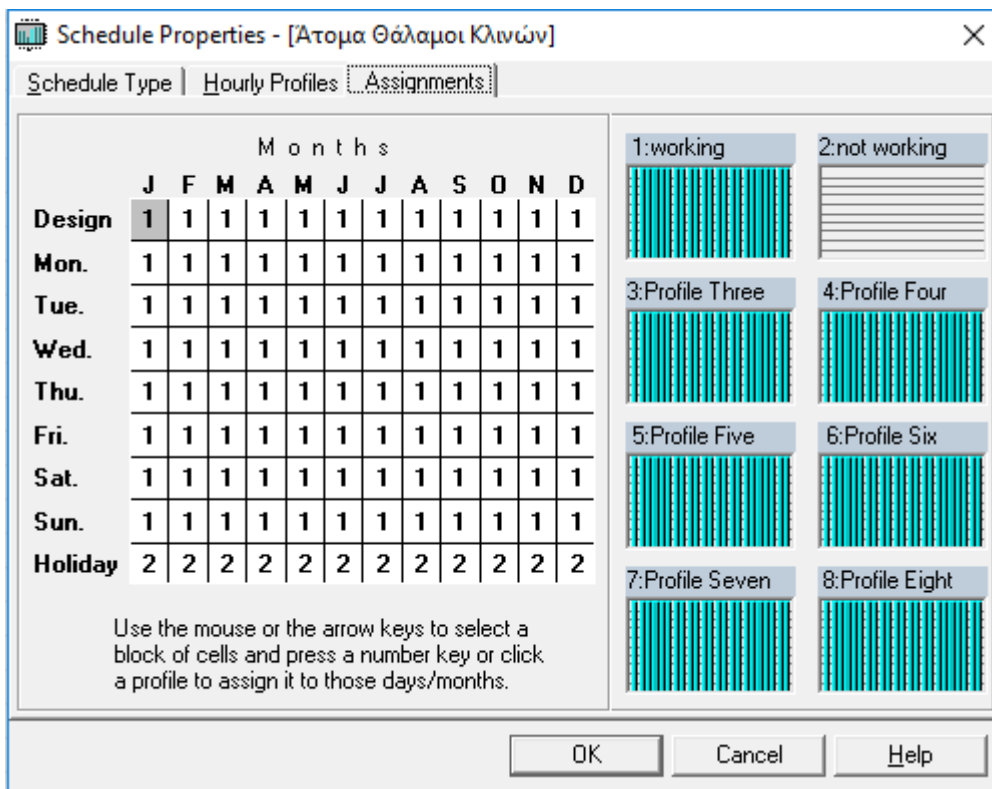 Schedule Properties - [Άτομα Θάλαμοι Κλινών]
Schedule Type Hourly Profiles Assignments
Months
J F M A M J J A S O N D
Design 1 1 1 1 1 1 1 1 1 1 1 1
Mon. 1 1 1 1 1 1 1 1 1 1 1 1
Tue. 1 1 1 1 1 1 1 1 1 1 1 1
Wed. 1 1 1 1 1 1 1 1 1 1 1 1
Thu. 1 1 1 1 1 1 1 1 1 1 1 1
Fri. 1 1 1 1 1 1 1 1 1 1 1 1
Sat. 1 1 1 1 1 1 1 1 1 1 1 1
Sun. 1 1 1 1 1 1 1 1 1 1 1 1
Holiday 2 2 2 2 2 2 2 2 2 2 2 2
Use the mouse or the arrow keys to select a
block of cells and press a number key or click
a profile to assign it to those days/months.
1:working 2:not working
3:Profile Three 4:Profile Four
5:Profile Five 6:Profile Six
7:Profile Seven 8:Profile Eight
OK Cancel Help